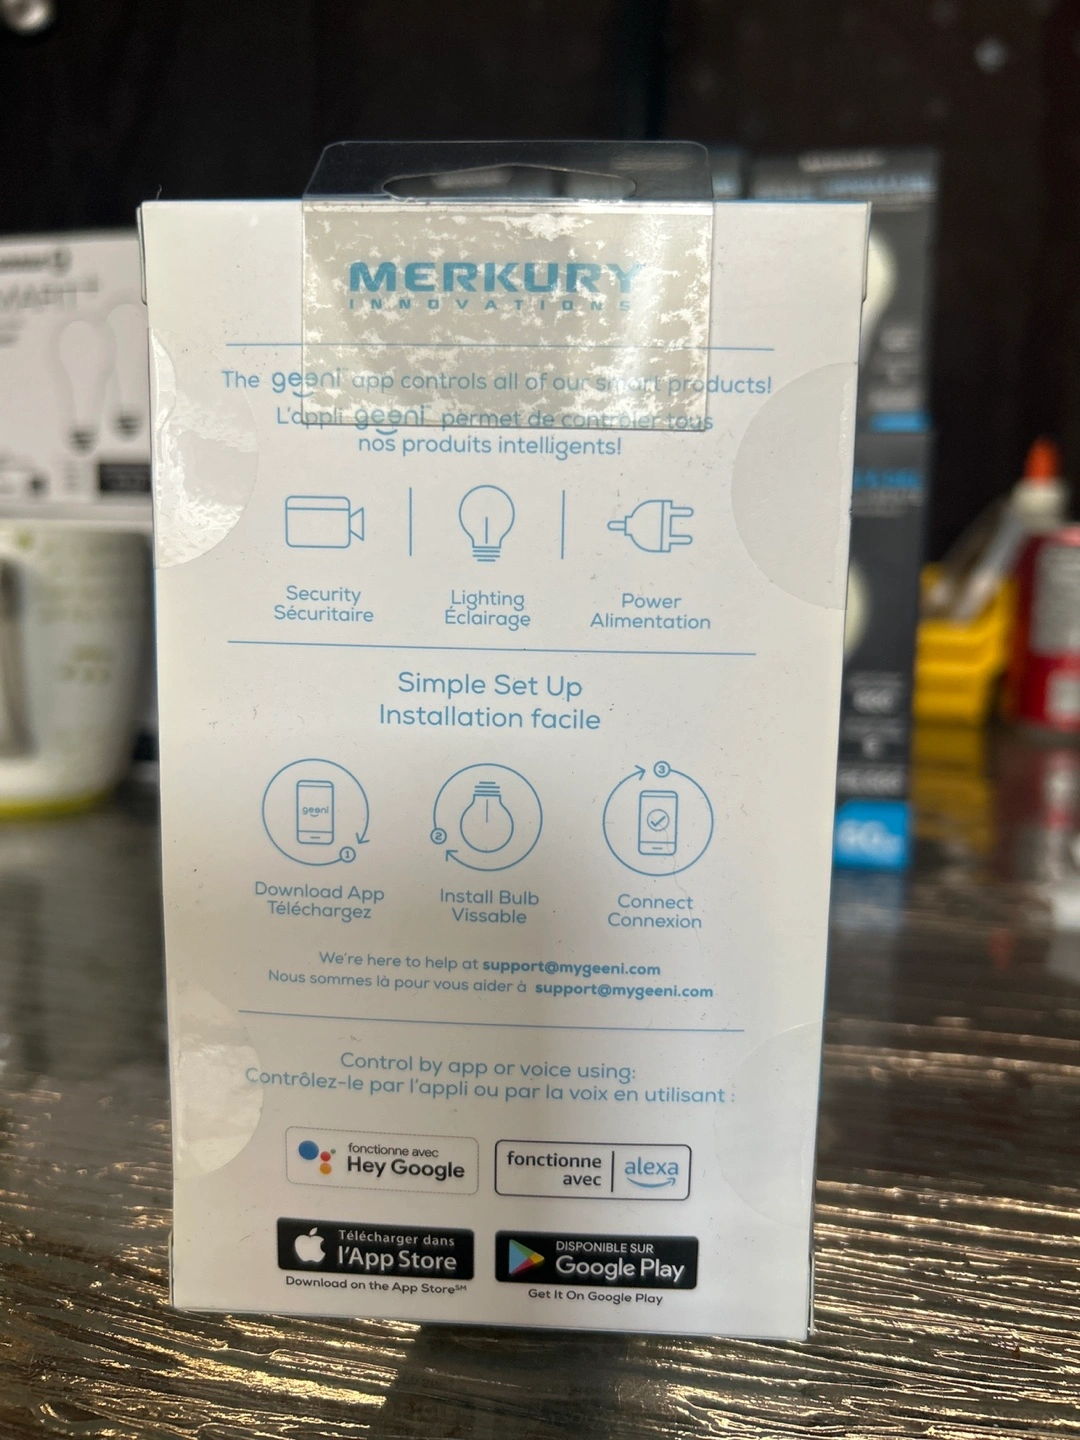 MERKURY
INNOVATIONS
The geeni app controls all of our smart products!
L'appli geeni permet de contrôler tous
nos produits intelligents!
Security
Sécuritaire
Lighting
Éclairage
Power
Alimentation
Simple Set Up
Installation facile
geeni
1
2
3
Download App
Téléchargez
Install Bulb
Vissable
Connect
Connexion
We're here to help at support@mygeeni.com
Nous sommes là pour vous aider à support@mygeeni.com
Control by app or voice using:
Contrôlez-le par l'appli ou par la voix en utilisant :
fonctionne avec
Hey Google
fonctionne
avec
alexa
Télécharger dans
l'App Store
Download on the App Store℠
DISPONIBLE SUR
Google Play
Get It On Google Play